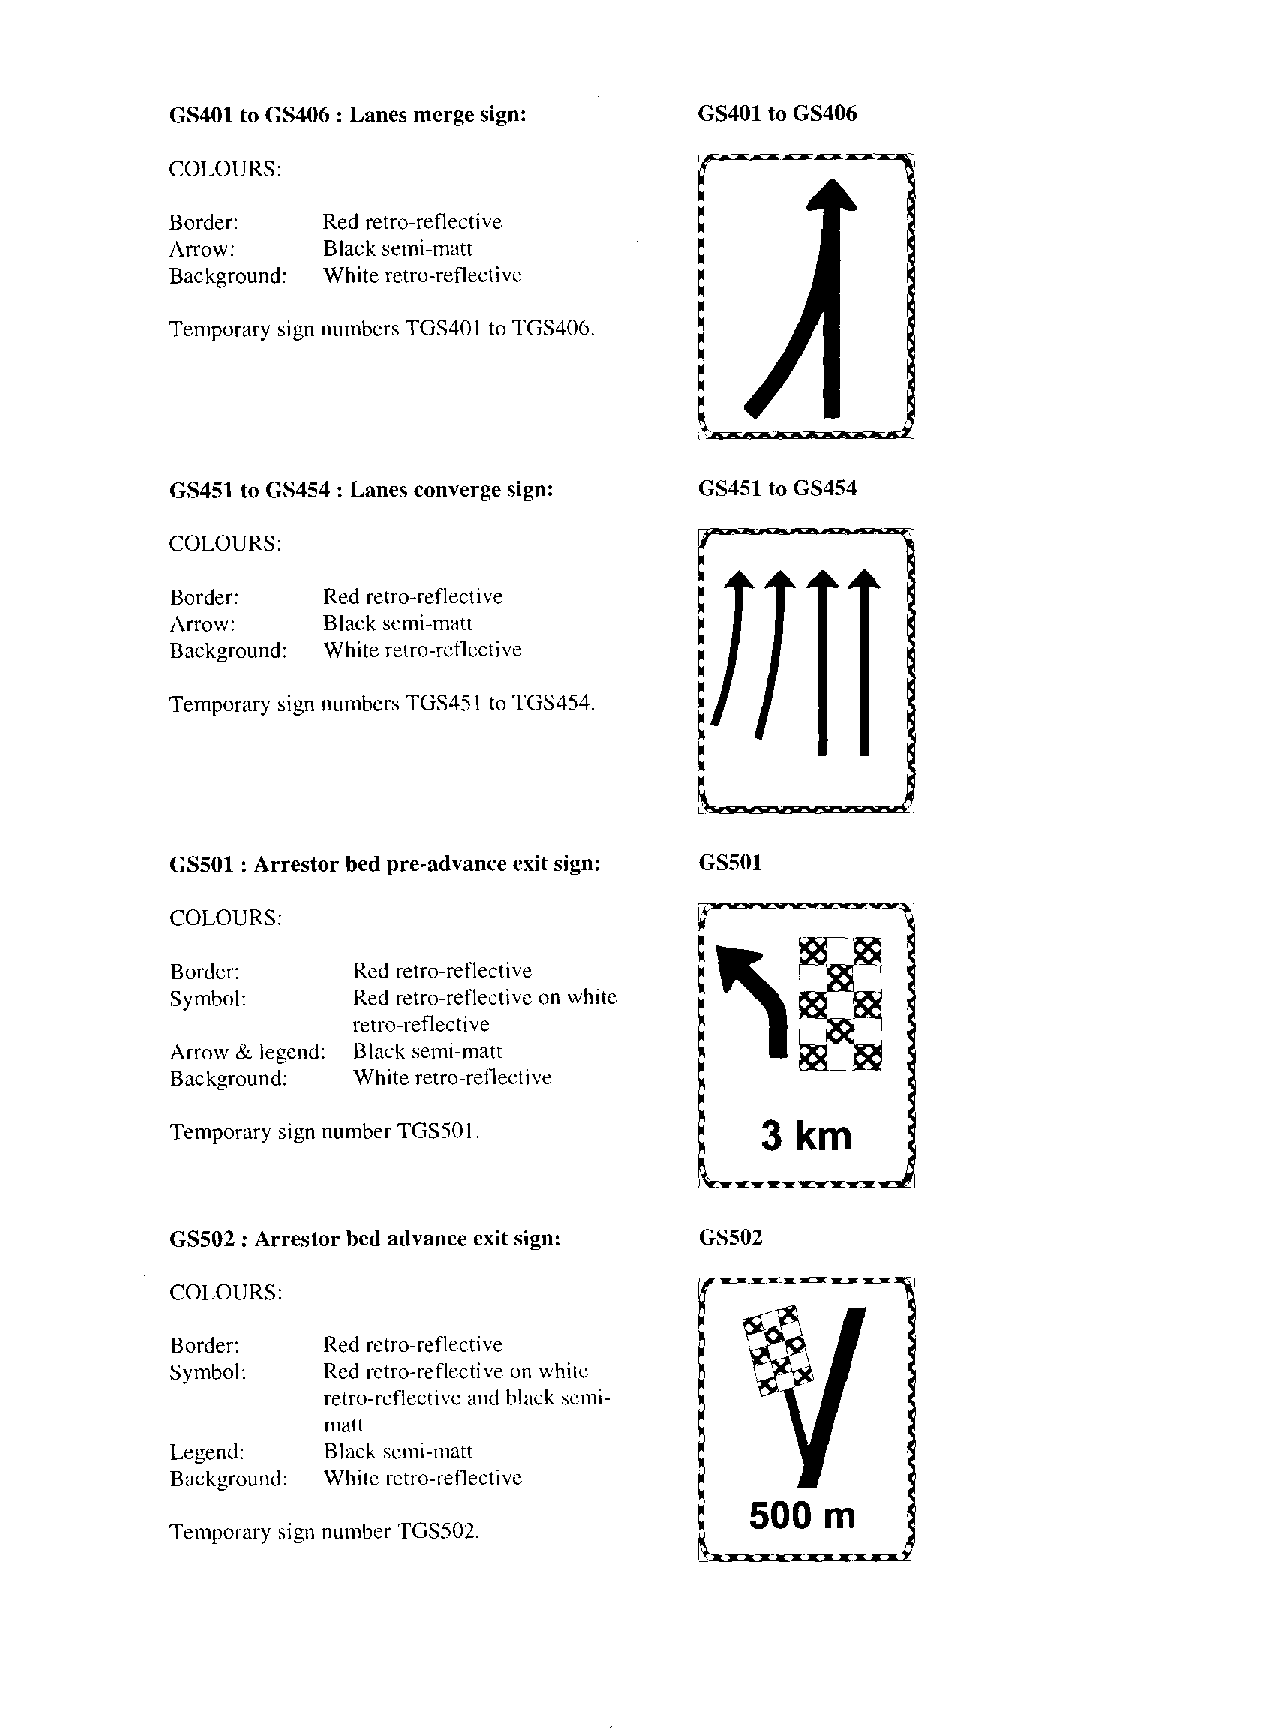 GS401 to GS406 : Lanes merge sign:
GS401 to GS406
COLOURS:
Border: Red retro-reflective
Arrow: Black semi-matt
Background: White retro-reflective
Temporary sign numbers TGS401 to TGS406.
GS451 to GS454 : Lanes converge sign:
GS451 to GS454
COLOURS:
Border: Red retro-reflective
Arrow: Black semi-matt
Background: White retro-reflective
Temporary sign numbers TGS451 to TGS454.
GS501 : Arrestor bed pre-advance exit sign:
GS501
COLOURS:
Border: Red retro-reflective
Symbol: Red retro-reflective on white
retro-reflective
Arrow & legend: Black semi-matt
Background: White retro-reflective
Temporary sign number TGS501.
3 km
GS502 : Arrestor bed advance exit sign:
GS502
COLOURS:
Border: Red retro-reflective
Symbol: Red retro-reflective on white
retro-reflective and black semi-
matt
Legend: Black semi-matt
Background: White retro-reflective
Temporary sign number TGS502.
500 m